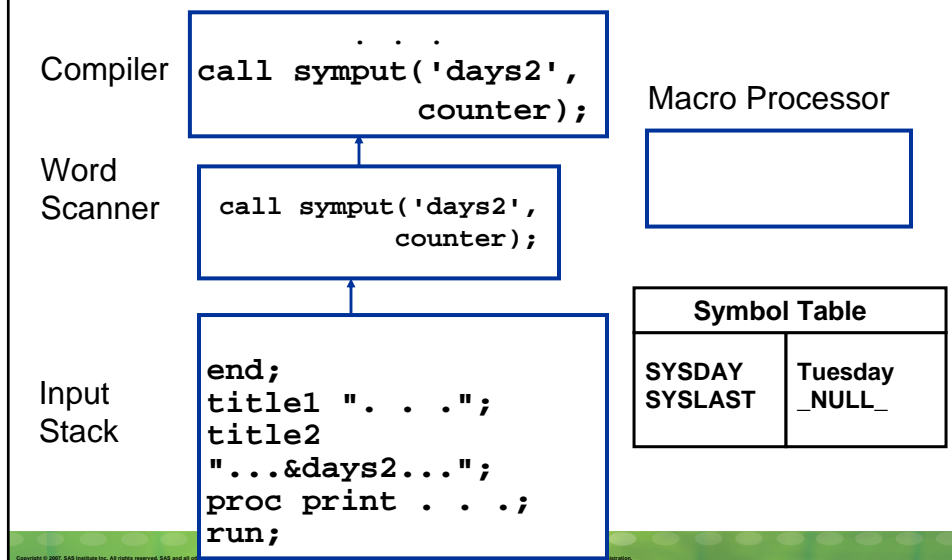 Compiler
. . .
call symput('days2',
counter);
Macro Processor
Word
Scanner
call symput('days2',
counter);
Input
Stack
end;
title1 ". . .";
title2
"...&days2...";
proc print . . .;
run;
Symbol Table
SYSDAY Tuesday
SYSLAST _NULL_
Copyright © 2007, SAS Institute Inc. All rights reserved. SAS and all